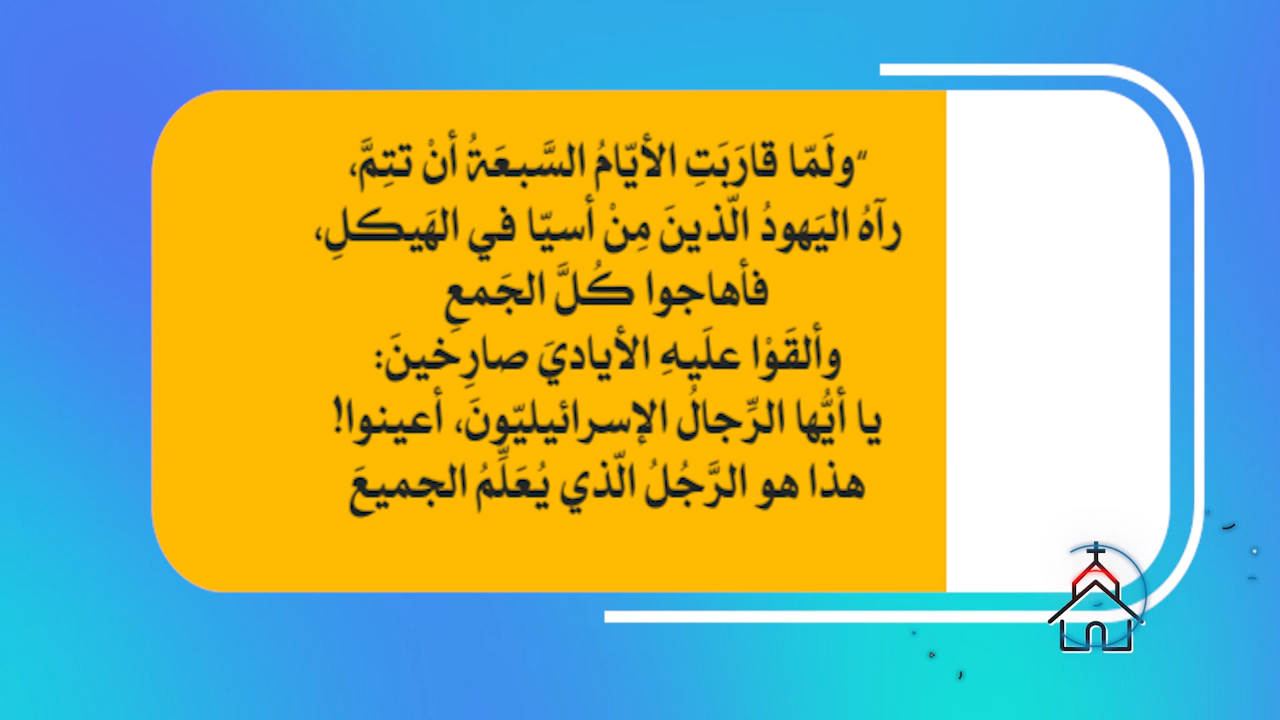 “ولَمّا قارَبَتِ الأيّامُ السَّبعَةُ أنْ تتِمَّ،
رآهُ اليَهودُ الّذينَ مِنْ أسيّا في الهَيكلِ،
فأهاجوا كُلَّ الجَمعِ
وألقَوْا علَيهِ الأياديَ صارِخينَ:
يا أيُّها الرِّجالُ الإسرائيليّونَ، أعينوا!
هذا هو الرَّجُلُ الّذي يُعَلِّمُ الجميعَ